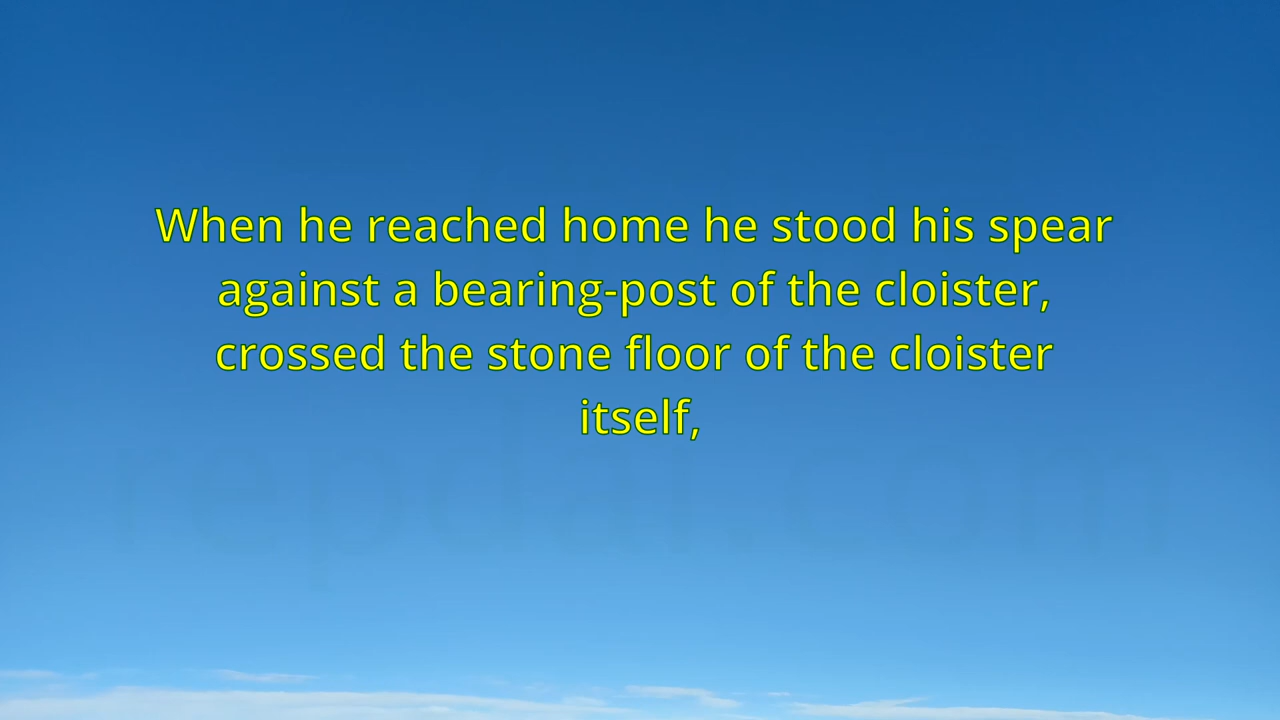 When he reached home he stood his spear
against a bearing-post of the cloister,
crossed the stone floor of the cloister
itself,